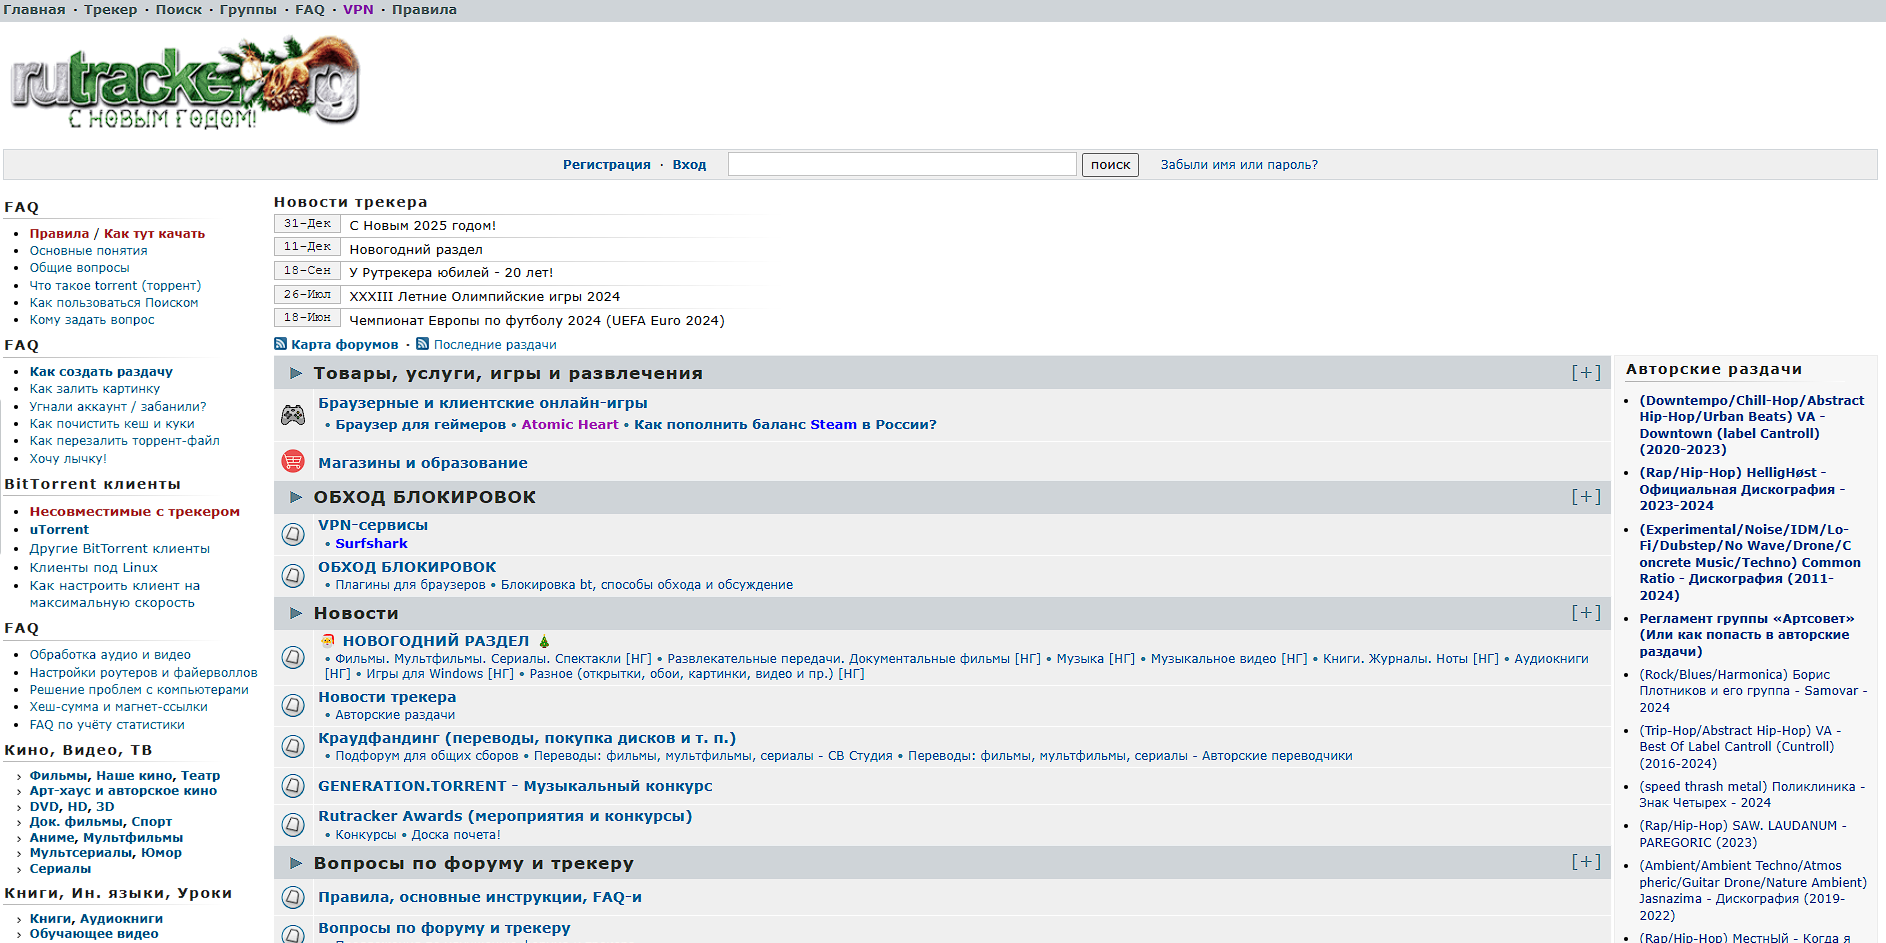 Главная · Трекер · Поиск · Группы · FAQ · VPN · Правила
rutracker.org
С НОВЫМ ГОДОМ!
Регистрация · Вход
поиск
Забыли имя или пароль?
FAQ
Правила / Как тут качать
Основные понятия
Общие вопросы
Что такое torrent (торрент)
Как пользоваться Поиском
Кому задать вопрос
FAQ
Как создать раздачу
Как залить картинку
Угнали аккаунт / забанили?
Как почистить кеш и куки
Как перезалить торрент-файл
Хочу лычку!
BitTorrent клиенты
Несовместимые с трекером
uTorrent
Другие BitTorrent клиенты
Клиенты под Linux
Как настроить клиент на
максимальную скорость
FAQ
Обработка аудио и видео
Настройки роутеров и файерволлов
Решение проблем с компьютерами
Хеш-сумма и магнет-ссылки
FAQ по учёту статистики
Кино, Видео, ТВ
Фильмы, Наше кино, Театр
Арт-хаус и авторское кино
DVD, HD, 3D
Док. фильмы, Спорт
Аниме, Мультфильмы
Мультсериалы, Юмор
Сериалы
Книги, Ин. языки, Уроки
Книги, Аудиокниги
Обучающее видео
Новости трекера
31-Дек С Новым 2025 годом!
11-Дек Новогодний раздел
18-Сен У Рутрекера юбилей - 20 лет!
26-Июл XXXIII Летние Олимпийские игры 2024
18-Июн Чемпионат Европы по футболу 2024 (UEFA Euro 2024)
Карта форумов · Последние раздачи
Товары, услуги, игры и развлечения [+]
Браузерные и клиентские онлайн-игры
• Браузер для геймеров • Atomic Heart • Как пополнить баланс Steam в России?
Магазины и образование
ОБХОД БЛОКИРОВОК [+]
VPN-сервисы
• Surfshark
ОБХОД БЛОКИРОВОК
• Плагины для браузеров • Блокировка bt, способы обхода и обсуждение
Новости [+]
НОВОГОДНИЙ РАЗДЕЛ
• Фильмы. Мультфильмы. Сериалы. Спектакли [НГ] • Развлекательные передачи. Документальные фильмы [НГ] • Музыка [НГ] • Музыкальное видео [НГ] • Книги. Журналы. Ноты [НГ] • Аудиокниги
[НГ] • Игры для Windows [НГ] • Разное (открытки, обои, картинки, видео и пр.) [НГ]
Новости трекера
• Авторские раздачи
Краудфандинг (переводы, покупка дисков и т. п.)
• Подфорум для общих сборов • Переводы: фильмы, мультфильмы, сериалы - СВ Студия • Переводы: фильмы, мультфильмы, сериалы - Авторские переводчики
GENERATION.TORRENT - Музыкальный конкурс
Rutracker Awards (мероприятия и конкурсы)
• Конкурсы • Доска почета!
Вопросы по форуму и трекеру [+]
Правила, основные инструкции, FAQ-и
Вопросы по форуму и трекеру
Авторские раздачи
(Downtempo/Chill-Hop/Abstract
Hip-Hop/Urban Beats) VA -
Downtown (label Cantroll)
(2020-2023)
(Rap/Hip-Hop) HelligHøst -
Официальная Дискография -
2023-2024
(Experimental/Noise/IDM/Lo-
Fi/Dubstep/No Wave/Drone/C
oncrete Music/Techno) Common
Ratio - Дискография (2011-
2024)
Регламент группы «Артсовет»
(Или как попасть в авторские
раздачи)
(Rock/Blues/Harmonica) Борис
Плотников и его группа - Samovar -
2024
(Trip-Hop/Abstract Hip-Hop) VA -
Best Of Label Cantroll (Cuntroll)
(2016-2024)
(speed thrash metal) Поликлиника -
Знак Четырех - 2024
(Rap/Hip-Hop) SAW. LAUDANUM -
PAREGORIC (2023)
(Ambient/Ambient Techno/Atmos
pheric/Guitar Drone/Nature Ambient)
Jasnazima - Дискография (2019-
2022)
(Rap/Hip-Hop) МестнЫй - Когда я